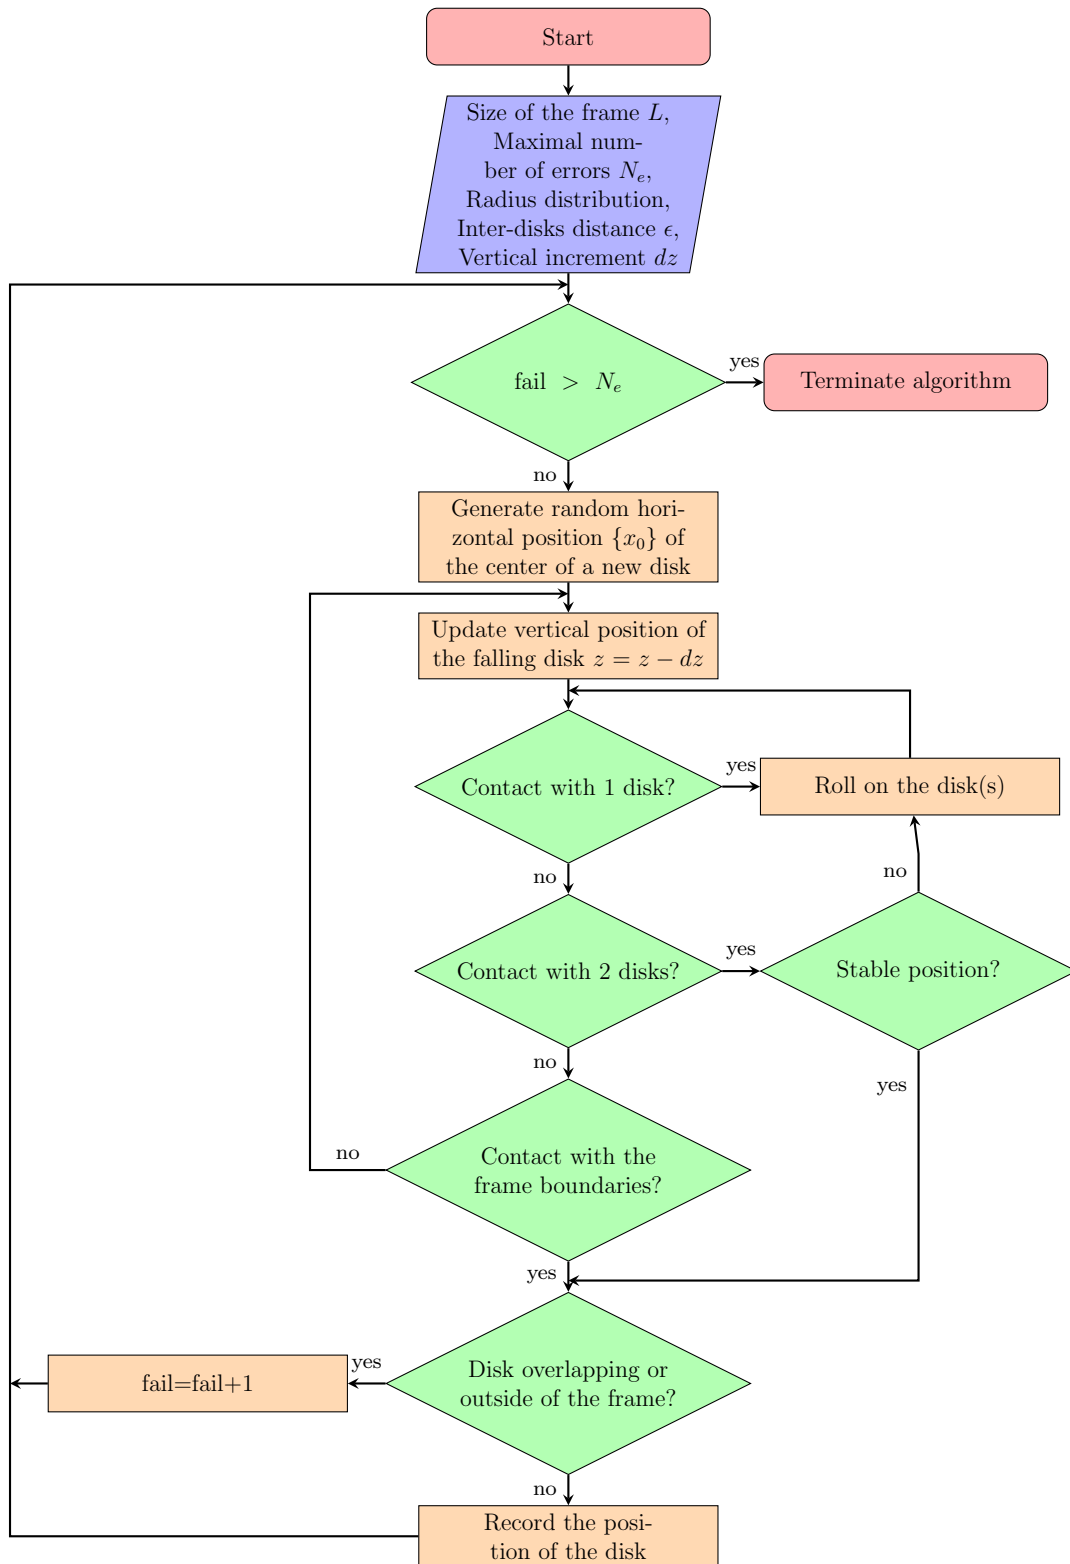 Start
Size of the frame L,
Maximal num-
ber of errors Nₑ,
Radius distribution,
Inter-disks distance ϵ,
Vertical increment dz
fail > Nₑ
yes
Terminate algorithm
no
Generate random hori-
zontal position {x₀} of
the center of a new disk
Update vertical position of
the falling disk z = z − dz
Contact with 1 disk?
yes
Roll on the disk(s)
no
no
Contact with 2 disks?
yes
Stable position?
no
yes
Contact with the
frame boundaries?
no
yes
Disk overlapping or
outside of the frame?
yes
fail=fail+1
no
Record the posi-
tion of the disk